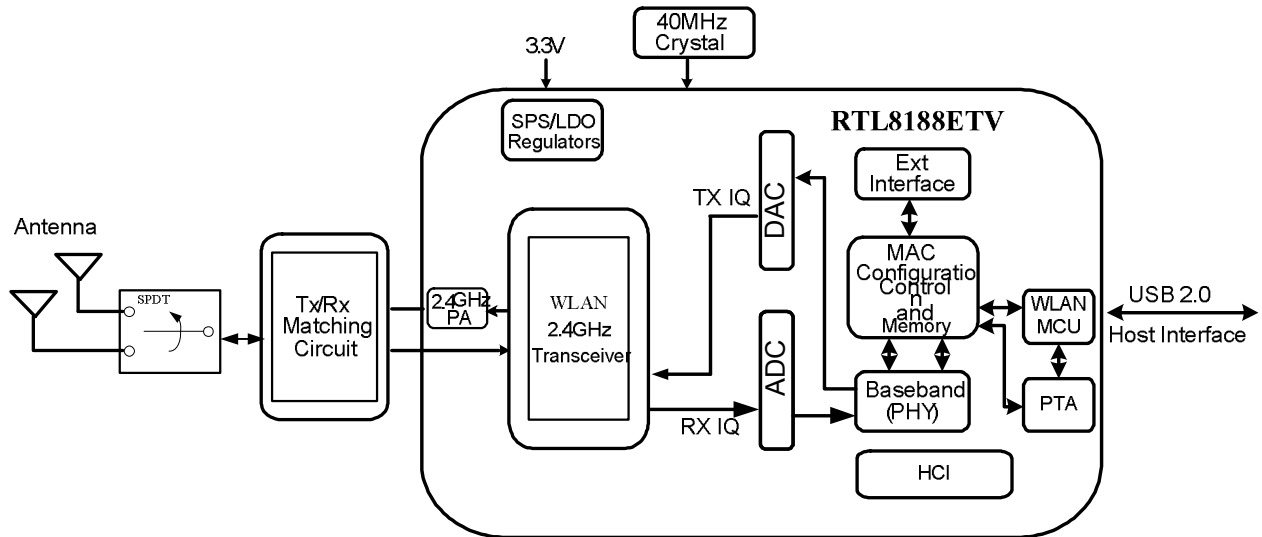 40MHz
Crystal
3.3V
SPS/LDO
Regulators
RTL8188ETV
Ext
Interface
TX IQ
DAC
Antenna
SPDT
Tx/Rx
Matching
Circuit
2.4GHz
PA
WLAN
2.4GHz
Transceiver
MAC
Configuratio
Control
n
and
Memory
WLAN
MCU
USB 2.0
Host Interface
ADC
RX IQ
Baseband
(PHY)
PTA
HCI